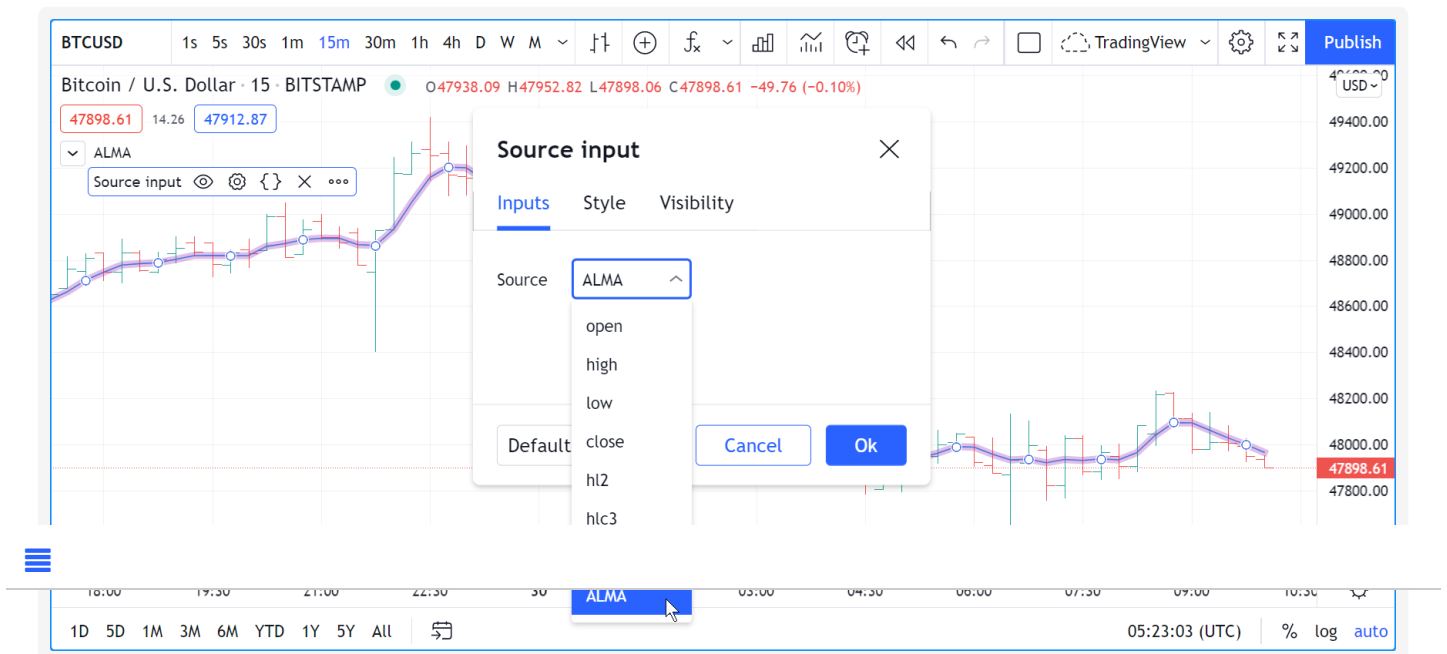 BTCUSD 1s 5s 30s 1m 15m 30m 1h 4h D W M fx TradingView Publish
Bitcoin / U.S. Dollar · 15 · BITSTAMP O47938.09 H47952.82 L47898.06 C47898.61 −49.76 (−0.10%)
USD
47898.61 14.26 47912.87
49400.00
ALMA
Source input
Source input
49200.00
Inputs Style Visibility
49000.00
48800.00
Source ALMA
48600.00
open
48400.00
high
48200.00
low
Default close Cancel Ok
48000.00
47898.61
hl2
47800.00
hlc3
18:00 19:30 21:00 22:30 30 03:00 04:30 06:00 07:30 09:00
ALMA
1D 5D 1M 3M 6M YTD 1Y 5Y All 05:23:03 (UTC) % log auto